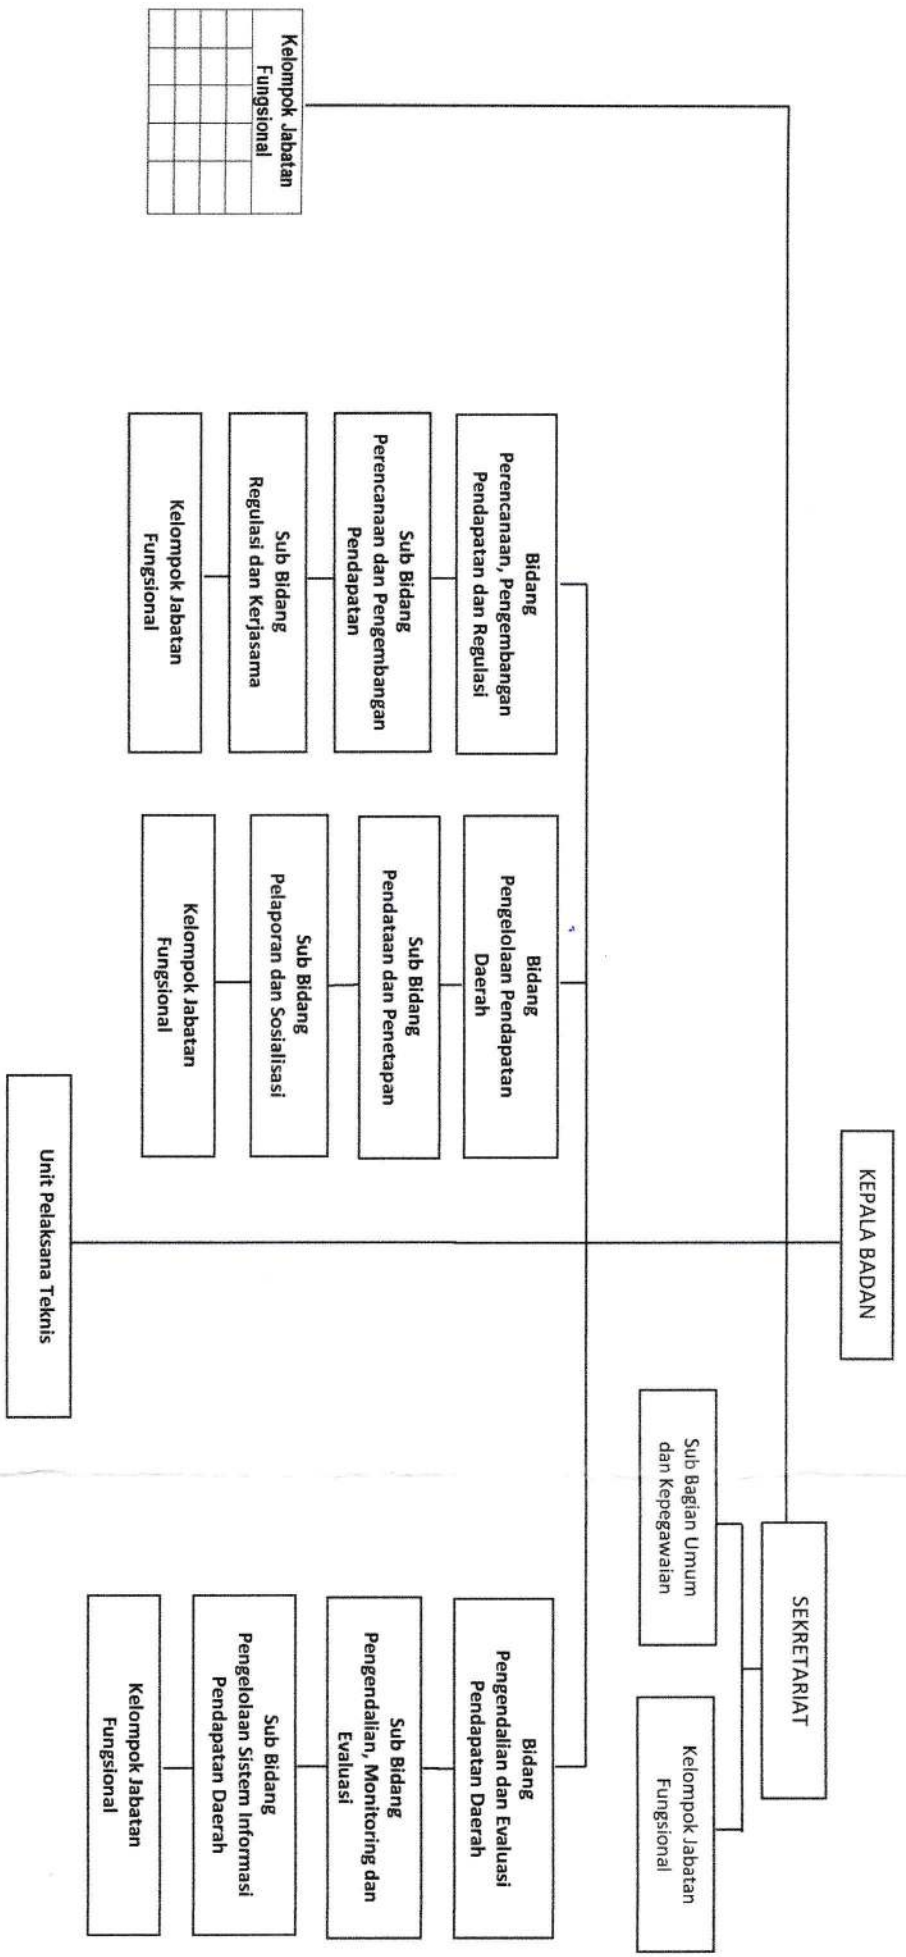 KEPALA BADAN
SEKRETARIAT
Sub Bagian Umum
dan Kepegawaian
Kelompok Jabatan
Fungsional
Kelompok Jabatan
Fungsional
Bidang
Perencanaan, Pengembangan
Pendapatan dan Regulasi
Sub Bidang
Perencanaan dan Pengembangan
Pendapatan
Sub Bidang
Regulasi dan Kerjasama
Kelompok Jabatan
Fungsional
Bidang
Pengelolaan Pendapatan
Daerah
Sub Bidang
Pendataan dan Penetapan
Sub Bidang
Pelaporan dan Sosialisasi
Kelompok Jabatan
Fungsional
Bidang
Pengendalian dan Evaluasi
Pendapatan Daerah
Sub Bidang
Pengendalian, Monitoring dan
Evaluasi
Sub Bidang
Pengelolaan Sistem Informasi
Pendapatan Daerah
Kelompok Jabatan
Fungsional
Unit Pelaksana Teknis